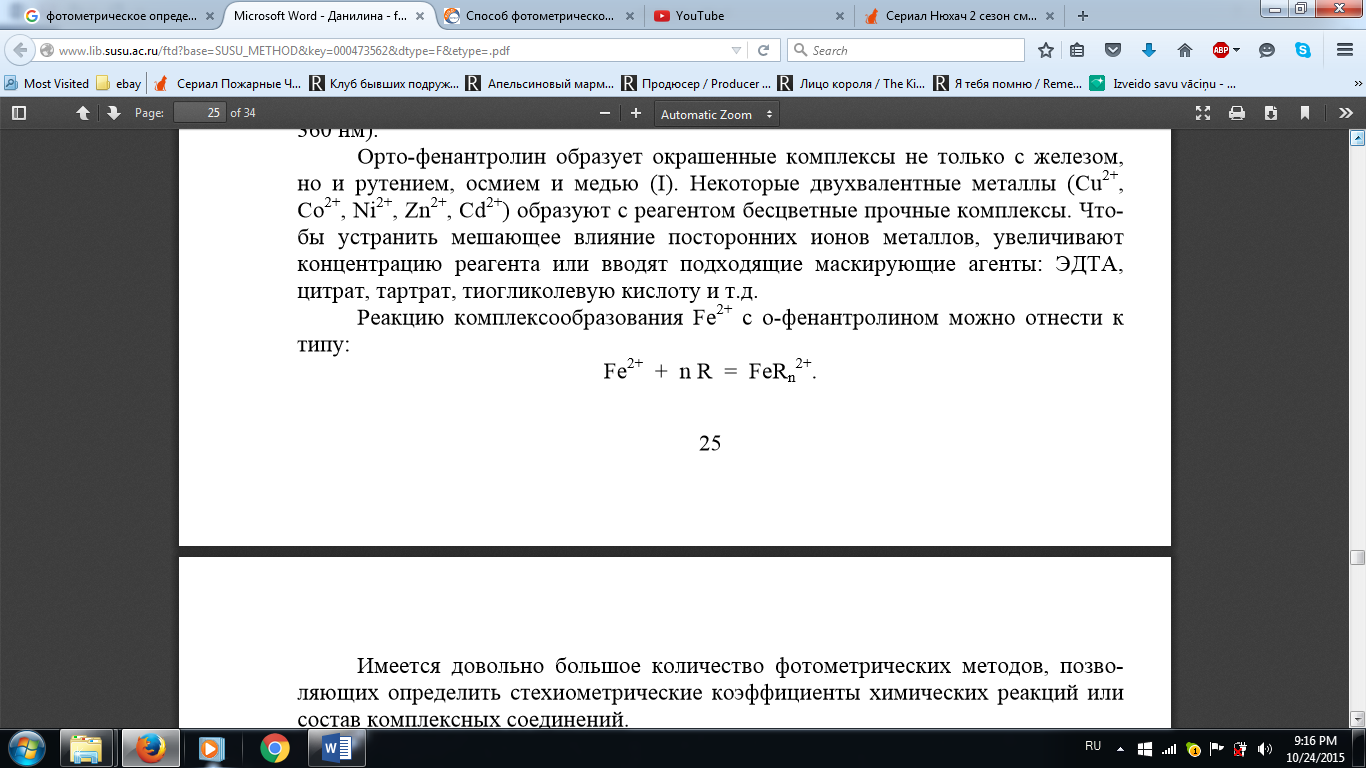 фотометрическое опреде...
Microsoft Word - Данилина - f...
Способ фотометрическо...
YouTube
Сериал Нюхач 2 сезон см...
www.lib.susu.ac.ru/ftd?base=SUSU_METHOD&key=000473562&dtype=F&etype=.pdf
Search
ABP
Most Visited ebay Сериал Пожарные Ч... Клуб бывших подруж... Апельсиновый марм... Продюсер / Producer ... Лицо короля / The Ki... Я тебя помню / Reme... Izveido savu vāciņu - ...
Page: 25 of 34 Automatic Zoom
360 нм).
Орто-фенантролин образует окрашенные комплексы не только с железом,
но и рутением, осмием и медью (I). Некоторые двухвалентные металлы (Cu2+,
Co2+, Ni2+, Zn2+, Cd2+) образуют с реагентом бесцветные прочные комплексы. Что-
бы устранить мешающее влияние посторонних ионов металлов, увеличивают
концентрацию реагента или вводят подходящие маскирующие агенты: ЭДТА,
цитрат, тартрат, тиогликолевую кислоту и т.д.
Реакцию комплексообразования Fe2+ с о-фенантролином можно отнести к
типу:
Fe2+ + n R = FeRn2+.
25
Имеется довольно большое количество фотометрических методов, позво-
ляющих определить стехиометрические коэффициенты химических реакций или
состав комплексных соединений.
RU
9:16 PM
10/24/2015